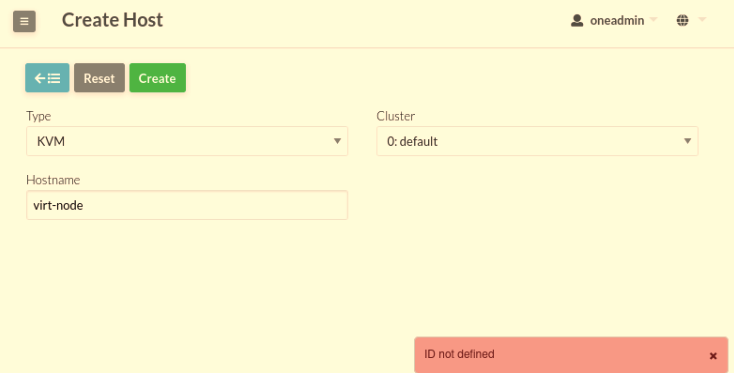 Create Host
oneadmin
Reset
Create
Type
Cluster
KVM
0: default
Hostname
virt-node
ID not defined